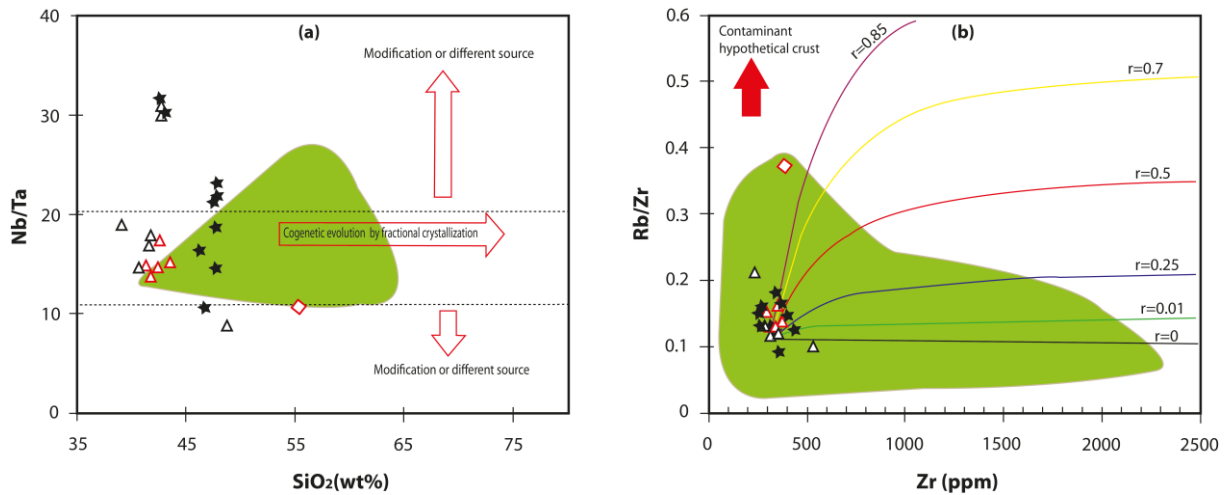 (a)
Modification or different source
Cogenetic evolution by fractional crystallization
Modification or different source
Nb/Ta
40
30
20
10
0
35
45
55
65
75
SiO₂(wt%)
(b)
Contaminant
hypothetical crust
r=0.85
r=0.7
r=0.5
r=0.25
r=0.01
r=0
Rb/Zr
0.6
0.5
0.4
0.3
0.2
0.1
0
0
500
1000
1500
2000
2500
Zr (ppm)